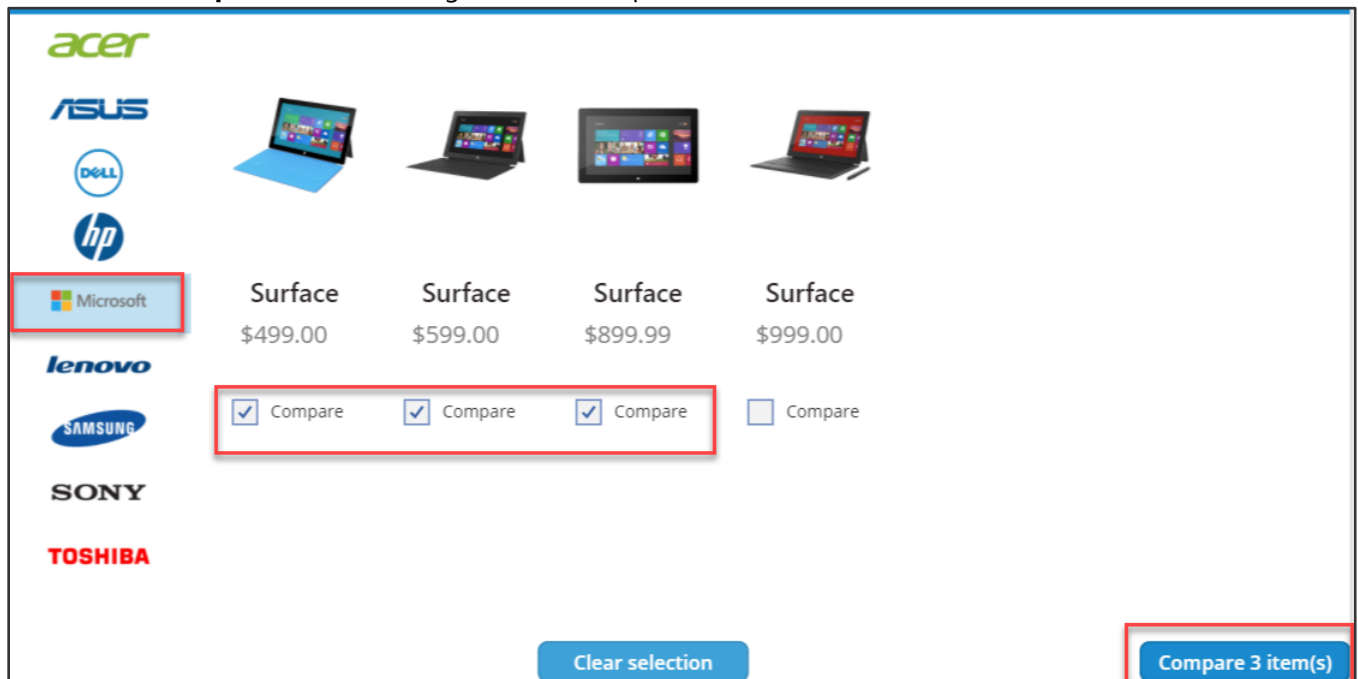 acer
ASUS
DELL
hp
Microsoft
lenovo
SAMSUNG
SONY
TOSHIBA
Surface Surface Surface Surface
$499.00 $599.00 $899.99 $999.00
Compare Compare Compare Compare
Clear selection
Compare 3 item(s)